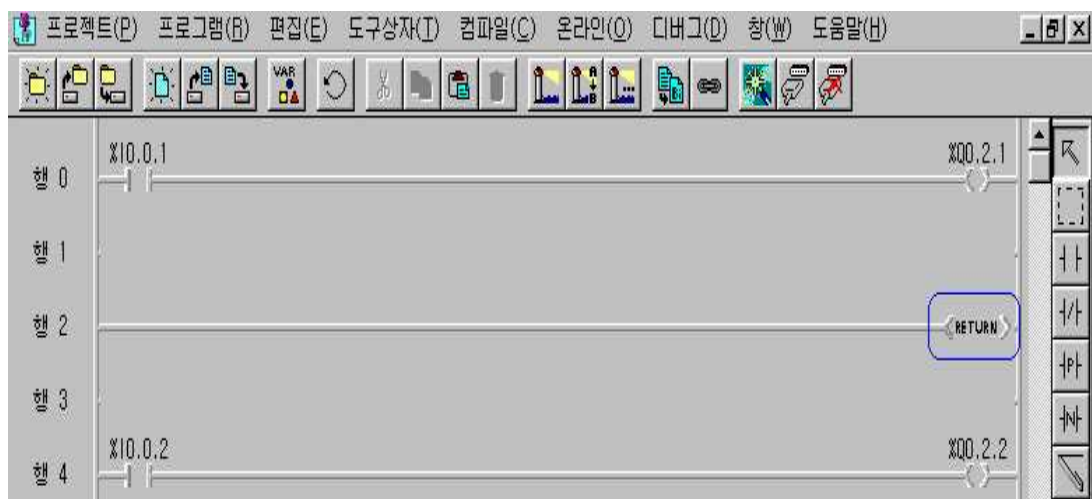 프로젝트(P) 프로그램(R) 편집(E) 도구상자(T) 컴파일(C) 온라인(O) 디버그(D) 창(W) 도움말(H)
VAR
A
B
%I0.0.1 %Q0.2.1
행 0
행 1
행 2 RETURN
행 3
%I0.0.2 %Q0.2.2
행 4
P
N